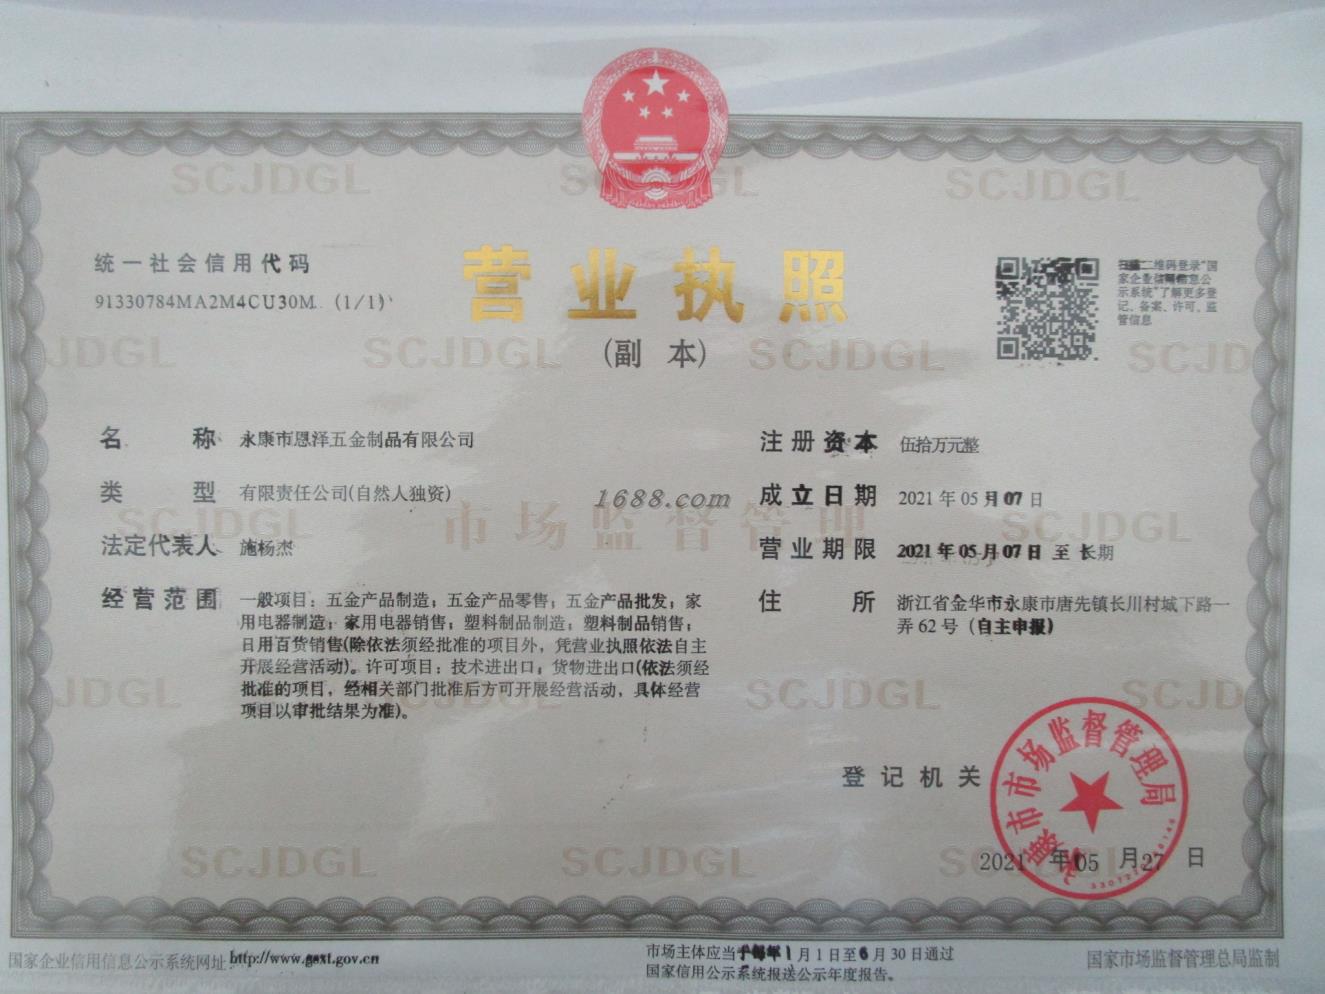 统一社会信用代码
91330784MA2M4CU30M (1/1)
营业执照
(副 本)
扫描二维码登录"国
家企业信用信息公
示系统"了解更多登
记、备案、许可、监
管信息
名 称 永康市恩泽五金制品有限公司
类 型 有限责任公司(自然人独资)
法定代表人 施杨杰
经营范围 一般项目：五金产品制造；五金产品零售；五金产品批发；家
用电器制造；家用电器销售；塑料制品制造；塑料制品销售；
日用百货销售(除依法须经批准的项目外，凭营业执照依法自主
开展经营活动)。许可项目：技术进出口；货物进出口(依法须经
批准的项目，经相关部门批准后方可开展经营活动，具体经营
项目以审批结果为准)。
注册资本 伍拾万元整
成立日期 2021年05月07日
营业期限 2021年05月07日至长期
住 所 浙江省金华市永康市唐先镇长川村城下路一
弄62号（自主申报）
1688.com
市场监督管理
SCJDGL
登记机关
永康市市场监督管理局
2021 年05 月27 日
国家企业信用信息公示系统网址：http://www.gsxt.gov.cn
市场主体应当于每年1月1日至6月30日通过
国家信用公示系统报送公示年度报告。
国家市场监督管理总局监制